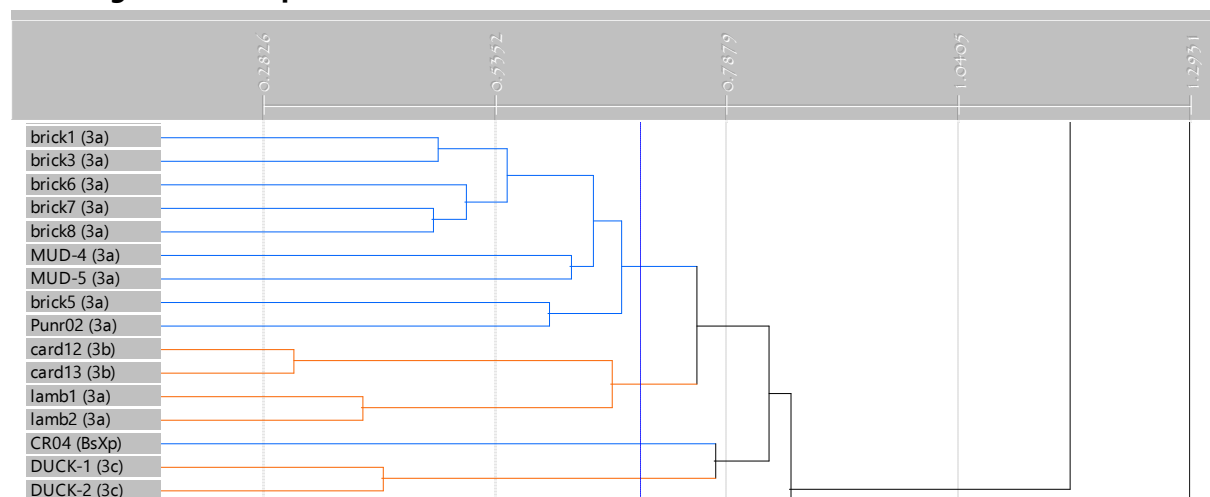 0.2826
0.5352
0.7879
1.0405
1.2931
brick1 (3a)
brick3 (3a)
brick6 (3a)
brick7 (3a)
brick8 (3a)
MUD-4 (3a)
MUD-5 (3a)
brick5 (3a)
Punr02 (3a)
card12 (3b)
card13 (3b)
lamb1 (3a)
lamb2 (3a)
CR04 (BsXp)
DUCK-1 (3c)
DUCK-2 (3c)